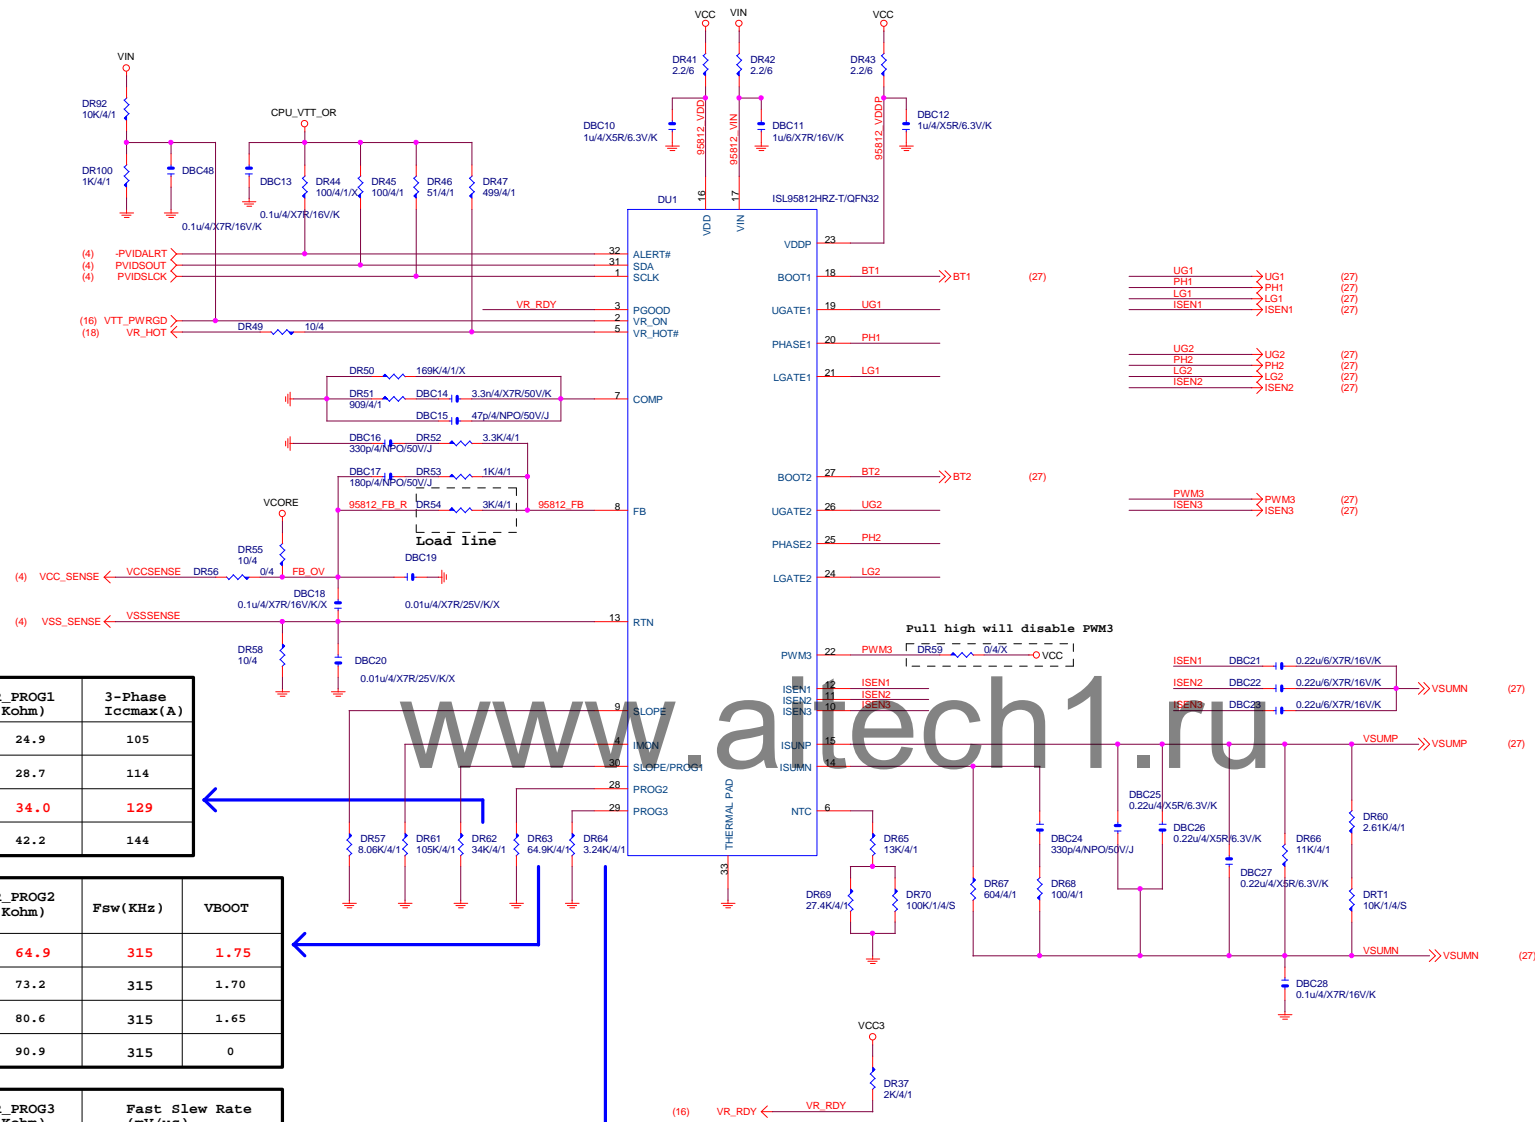 VCC VIN VCC
VIN
DR41
2.2/6
DR42
2.2/6
DR43
2.2/6
DR92
10K/4/1
CPU_VTT_OR
DBC10
1u/4/X5R/6.3V/K
95812_VDD
95812_VIN
DBC11
1u/6/X7R/16V/K
95812_VDDP
DBC12
1u/4/X5R/6.3V/K
DR100
1K/4/1
DBC48
0.1u/4/X7R/16V/K
DBC13
0.1u/4/X7R/16V/K
DR44
100/4/1/X
DR45
100/4/1
DR46
51/4/1
DR47
499/4/1
DU1
ISL95812HRZ-T/QFN32
16 VDD
17 VIN
23 VDDP
(4) -PVIDALRT 32 ALERT#
(4) PVIDSOUT 31 SDA
(4) PVIDSLCK 1 SCLK
VR_RDY 3 PGOOD
(16) VTT_PWRGD 2 VR_ON
(18) VR_HOT DR49 10/4 5 VR_HOT#
BOOT1 18 BT1 BT1 (27)
UGATE1 19 UG1
PHASE1 20 PH1
LGATE1 21 LG1
UG1 UG1 (27)
PH1 PH1 (27)
LG1 LG1 (27)
ISEN1 ISEN1 (27)
UG2 UG2 (27)
PH2 PH2 (27)
LG2 LG2 (27)
ISEN2 ISEN2 (27)
DR50 169K/4/1/X
DR51 DBC14 3.3n/4/X7R/50V/K
909/4/1
7 COMP
DBC15 47p/4/NPO/50V/J
DBC16 DR52 3.3K/4/1
330p/4/NPO/50V/J
DBC17 DR53 1K/4/1
180p/4/NPO/50V/J
95812_FB_R DR54 3K/4/1 95812_FB 8 FB
Load line
BOOT2 27 BT2 BT2 (27)
UGATE2 26 UG2
PHASE2 25 PH2
LGATE2 24 LG2
PWM3 PWM3 (27)
ISEN3 ISEN3 (27)
VCORE
DR55
10/4
(4) VCC_SENSE VCCSENSE DR56 0/4 FB_OV
DBC19
0.01u/4/X7R/25V/K/X
DBC18
0.1u/4/X7R/16V/K/X
(4) VSS_SENSE VSSSENSE 13 RTN
DR58
10/4
DBC20
0.01u/4/X7R/25V/K/X
Pull high will disable PWM3
PWM3 22 PWM3 DR59 0/4/X VCC
ISEN1 12 ISEN1
ISEN2 11 ISEN2
ISEN3 10 ISEN3
ISEN1 DBC21 0.22u/6/X7R/16V/K
ISEN2 DBC22 0.22u/6/X7R/16V/K
ISEN3 DBC23 0.22u/6/X7R/16V/K
VSUMN (27)
www.altech1.ru
9 SLOPE
4 IMON
30 SLOPE/PROG1
28 PROG2
29 PROG3
THERMAL PAD
33
ISUNP 15 VSUMP VSUMP (27)
ISUMN 14
NTC 6
DR57
8.06K/4/1
DR61
105K/4/1
DR62
34K/4/1
DR63
64.9K/4/1
DR64
3.24K/4/1
DR65
13K/4/1
DR69
27.4K/4/1
DR70
100K/1/4/S
DR67
604/4/1
DBC24
330p/4/NPO/50V/J
DR68
100/4/1
DBC25
0.22u/4/X5R/6.3V/K
DBC26
0.22u/4/X5R/6.3V/K
DBC27
0.22u/4/X5R/6.3V/K
DR66
11K/4/1
DR60
2.61K/4/1
DRT1
10K/1/4/S
VSUMN VSUMN (27)
DBC28
0.1u/4/X7R/16V/K
_PROG1 3-Phase
Kohm) Iccmax(A)
24.9 105
28.7 114
34.0 129
42.2 144
_PROG2
Kohm) Fsw(KHz) VBOOT
64.9 315 1.75
73.2 315 1.70
80.6 315 1.65
90.9 315 0
_PROG3 Fast Slew Rate
VCC3
DR37
2K/4/1
(16) VR_RDY VR_RDY